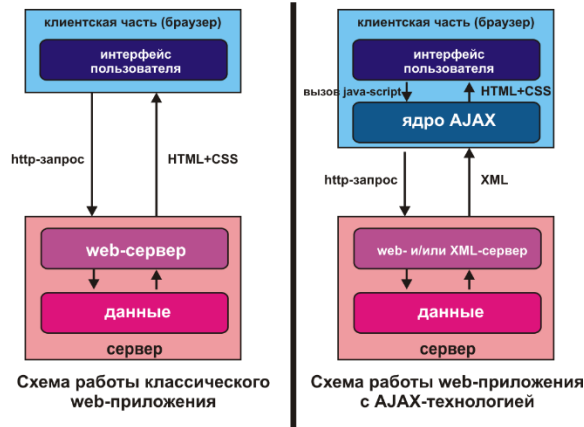 клиентская часть (браузер)
интерфейс
пользователя
http-запрос
HTML+CSS
web-сервер
данные
сервер
Схема работы классического
web-приложения
клиентская часть (браузер)
интерфейс
пользователя
вызов java-script
HTML+CSS
ядро AJAX
http-запрос
XML
web- и/или XML-сервер
данные
сервер
Схема работы web-приложения
с AJAX-технологией